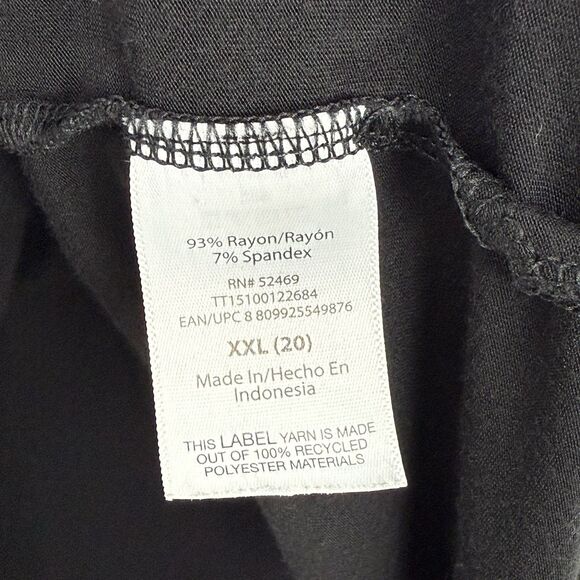 93% Rayon/Rayón
7% Spandex
RN# 52469
TT15100122684
EAN/UPC 8 809925549876
XXL (20)
Made In/Hecho En
Indonesia
THIS LABEL YARN IS MADE
OUT OF 100% RECYCLED
POLYESTER MATERIALS